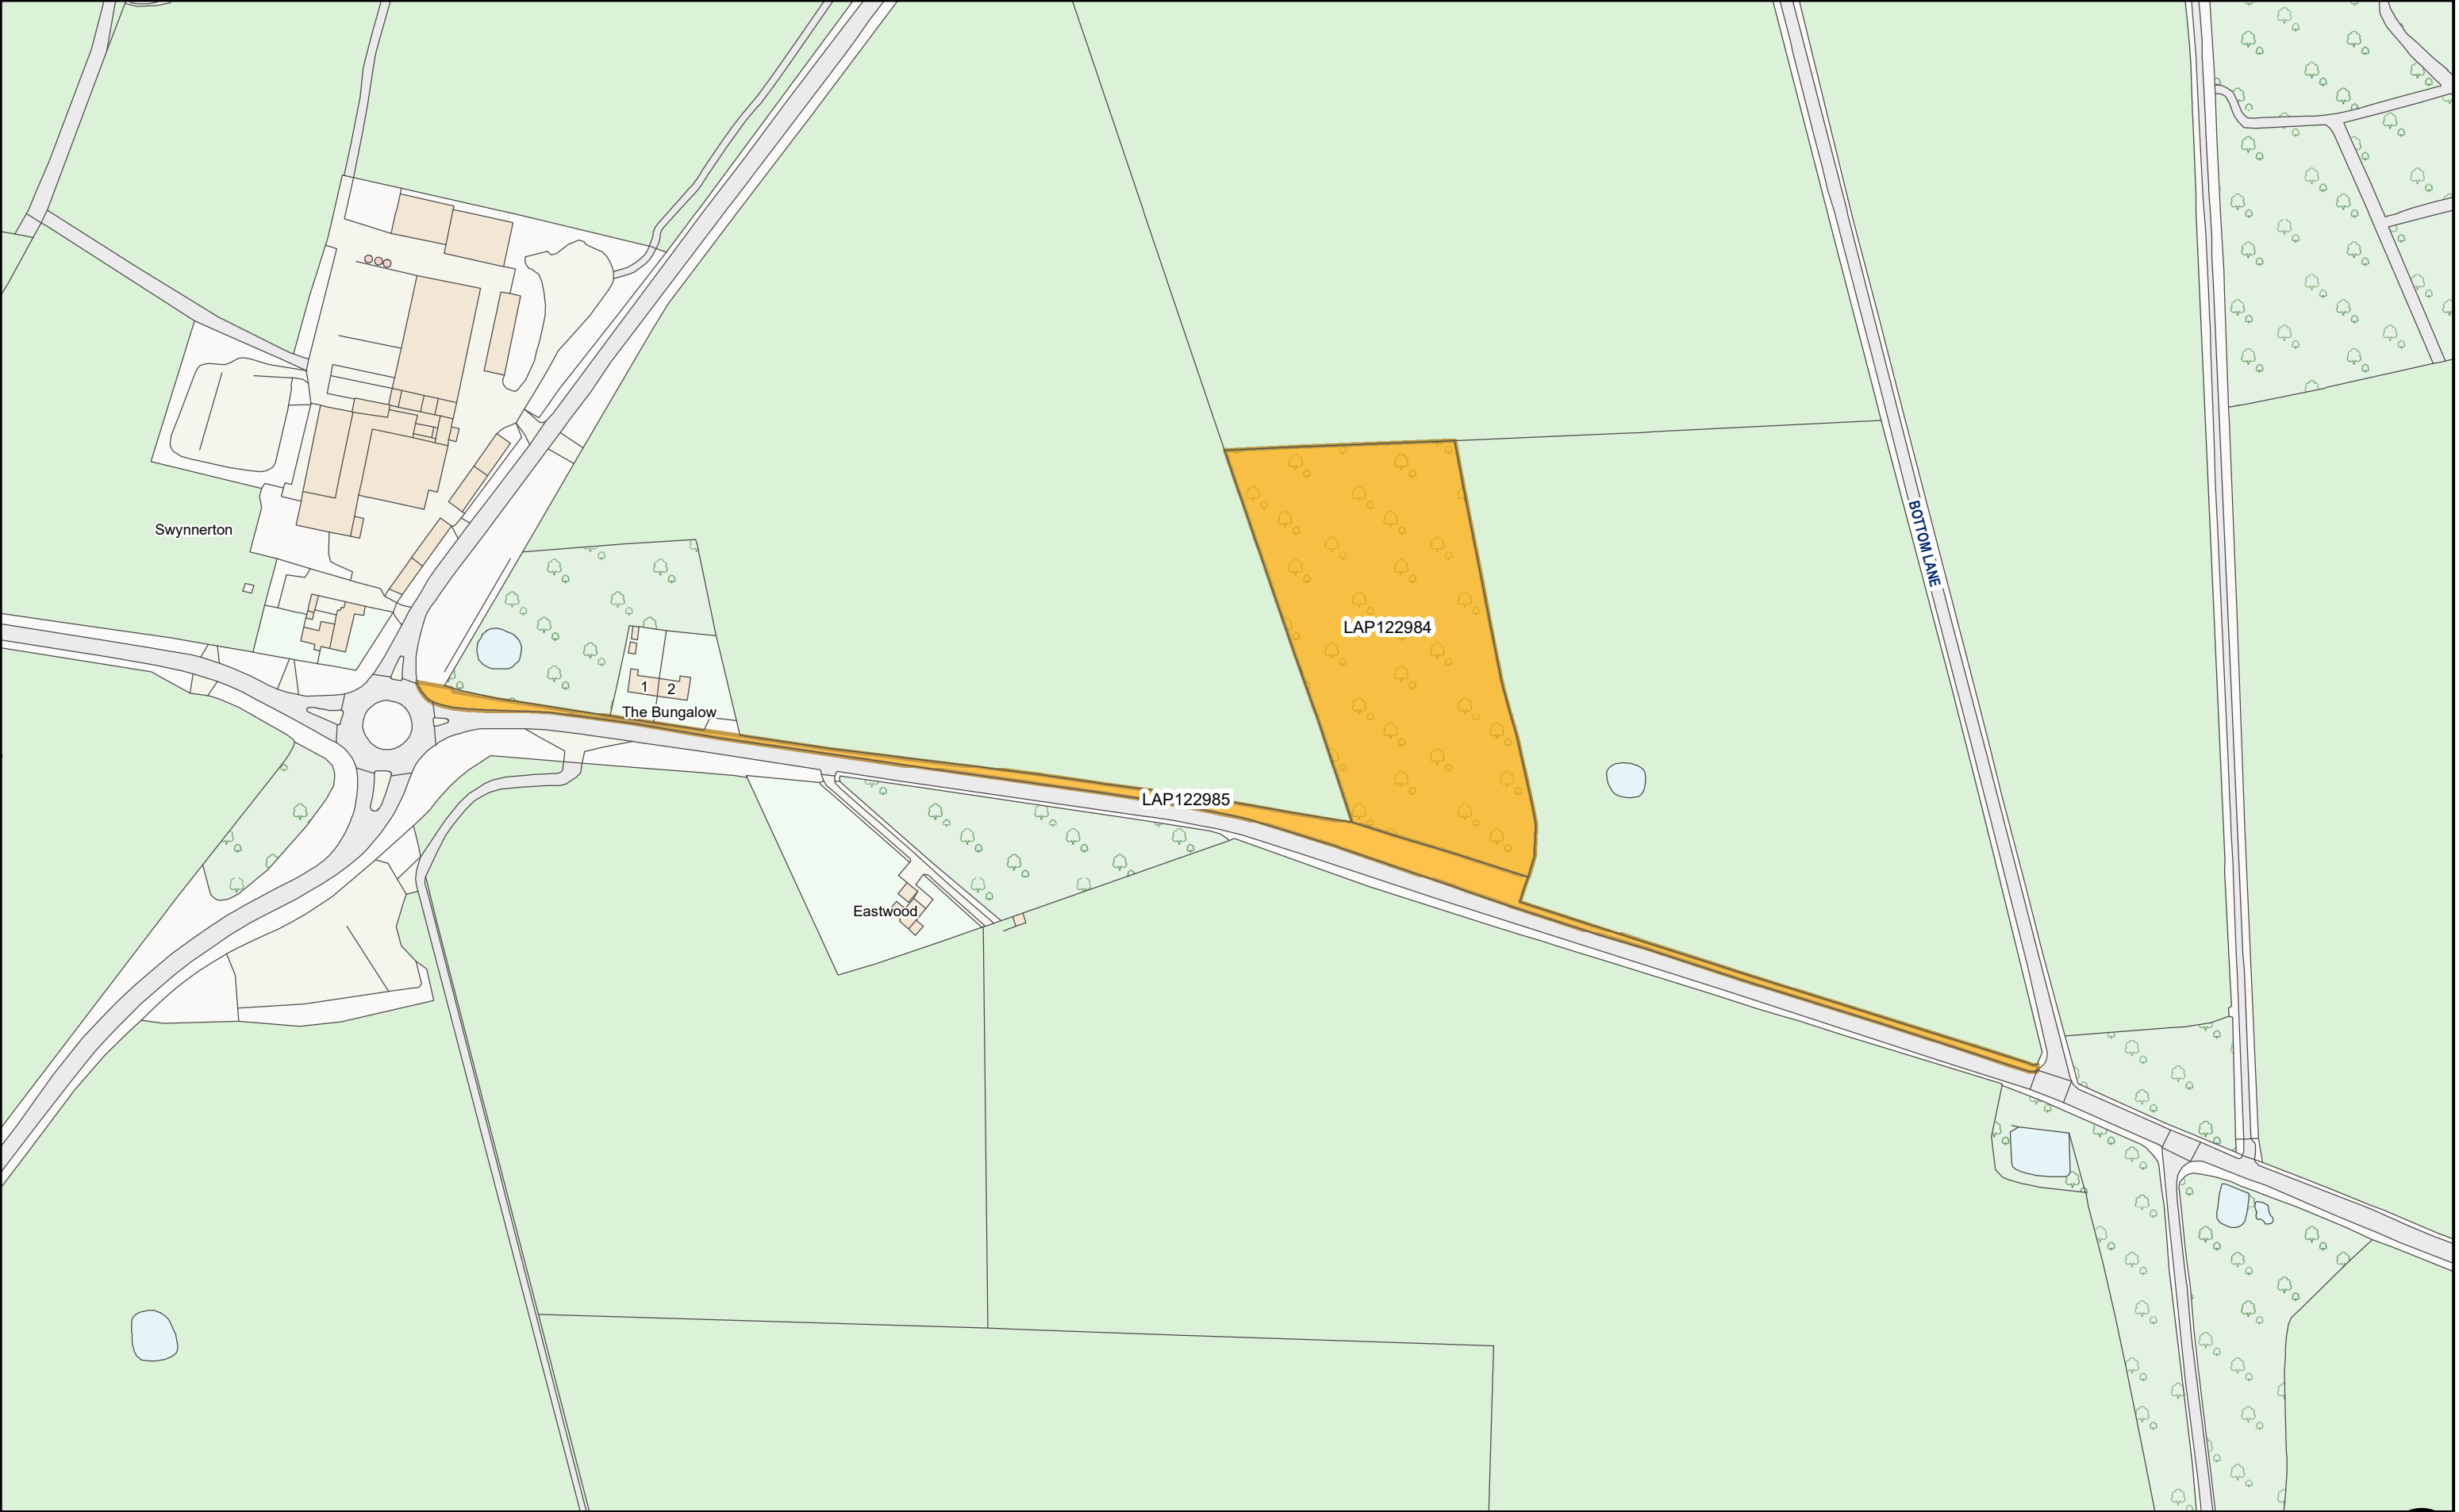 Swynnerton
BOTTOM LANE
LAP122984
1
2
The Bungalow
LAP122985
Eastwood